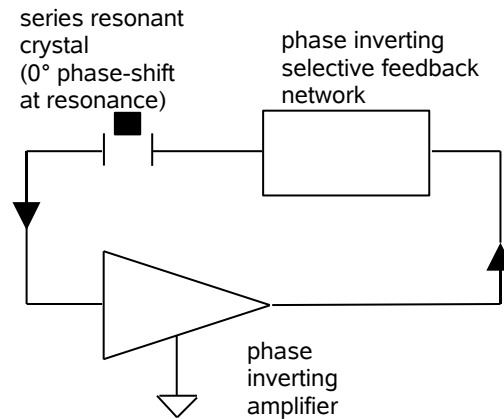 series resonant
crystal
(0° phase-shift
at resonance)
phase inverting
selective feedback
network
phase
inverting
amplifier